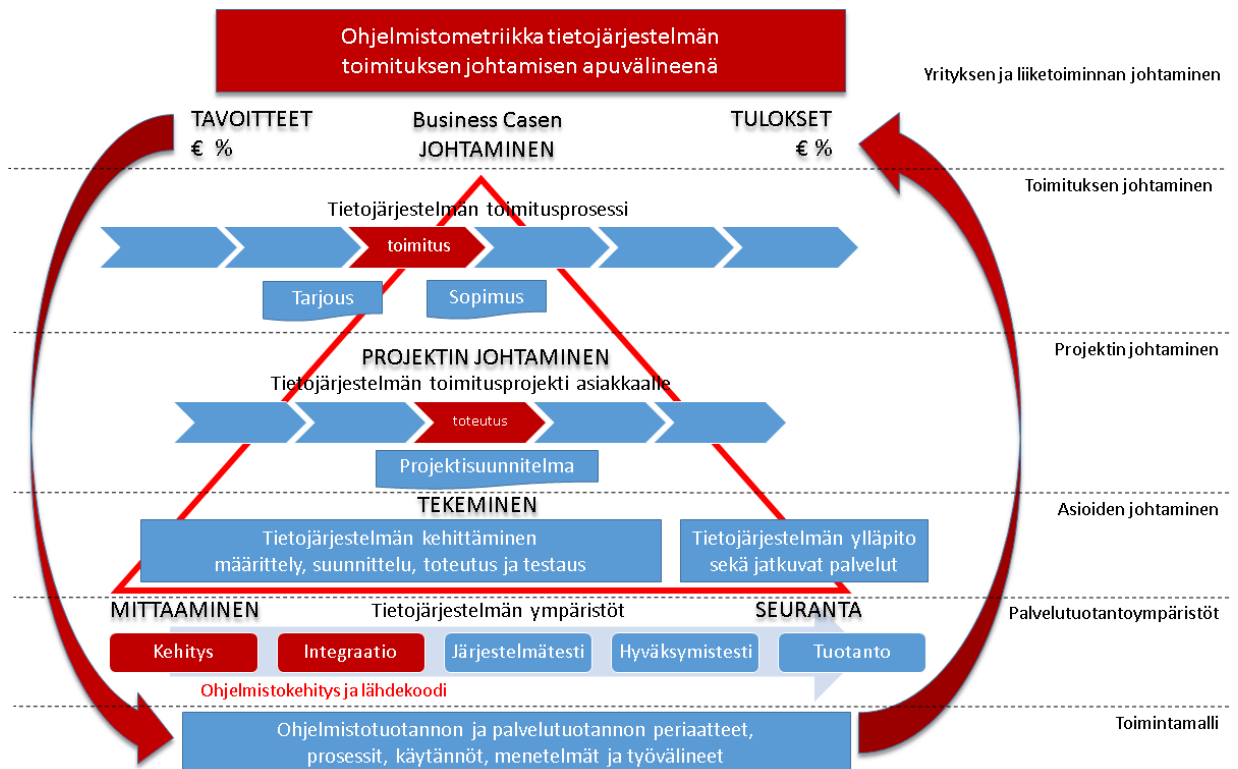 Ohjelmistometriikka tietojärjestelmän
toimituksen johtamisen apuvälineenä
Yrityksen ja liiketoiminnan johtaminen
TAVOITTEET
€ %
Business Casen
JOHTAMINEN
TULOKSET
€ %
Toimituksen johtaminen
Tietojärjestelmän toimitusprosessi
toimitus
Tarjous
Sopimus
Projektin johtaminen
PROJEKTIN JOHTAMINEN
Tietojärjestelmän toimitusprojekti asiakkaalle
toteutus
Projektisuunnitelma
Asioiden johtaminen
TEKEMINEN
Tietojärjestelmän kehittäminen
määrittely, suunnittelu, toteutus ja testaus
Tietojärjestelmän ylläpito
sekä jatkuvat palvelut
MITTAAMINEN
Tietojärjestelmän ympäristöt
SEURANTA
Palvelutuotantoympäristöt
Kehitys
Integraatio
Järjestelmätesti
Hyväksymistesti
Tuotanto
Ohjelmistokehitys ja lähdekoodi
Toimintamalli
Ohjelmistotuotannon ja palvelutuotannon periaatteet,
prosessit, käytännöt, menetelmät ja työvälineet